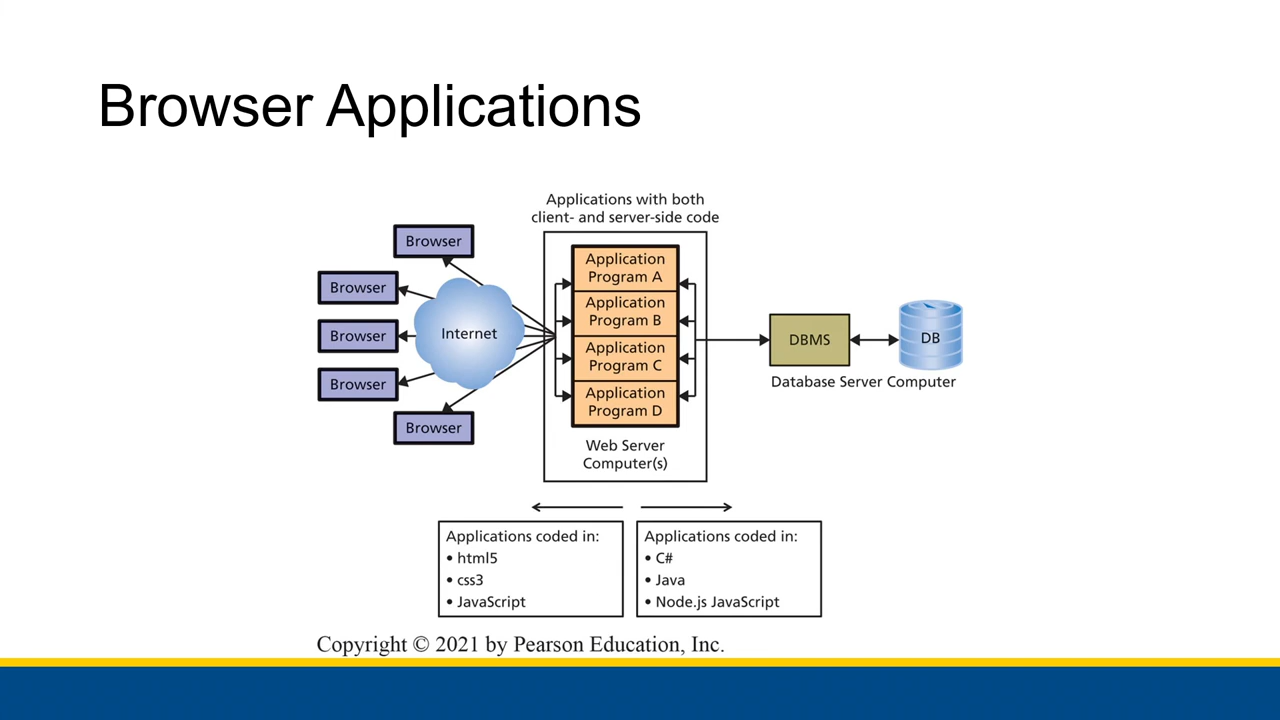 Browser Applications
Applications with both
client- and server-side code
Browser
Browser
Browser
Browser
Browser
Internet
Application
Program A
Application
Program B
Application
Program C
Application
Program D
Web Server
Computer(s)
DBMS
DB
Database Server Computer
Applications coded in:
• html5
• css3
• JavaScript
Applications coded in:
• C#
• Java
• Node.js JavaScript
Copyright © 2021 by Pearson Education, Inc.